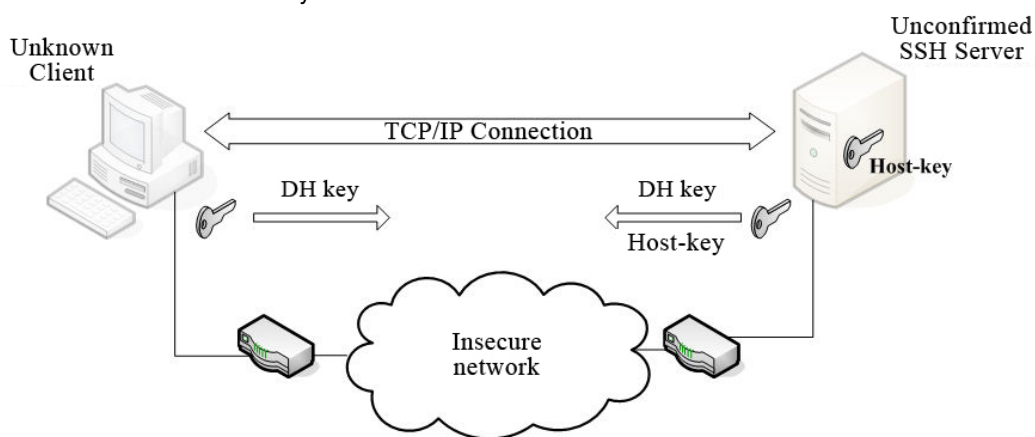 Unknown
Client
Unconfirmed
SSH Server
TCP/IP Connection
Host-key
DH key
DH key
Host-key
Insecure
network